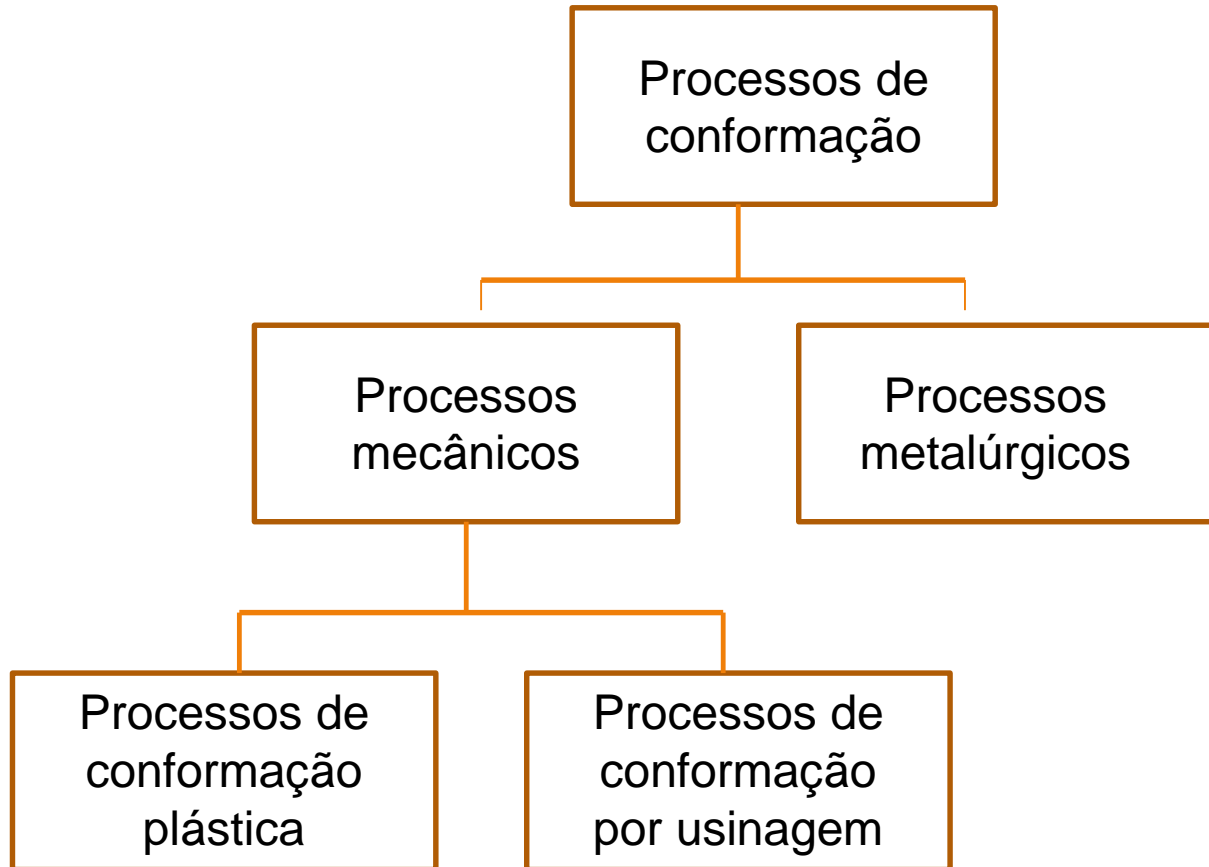 Processos de
conformação
Processos
mecânicos
Processos
metalúrgicos
Processos de
conformação
plástica
Processos de
conformação
por usinagem